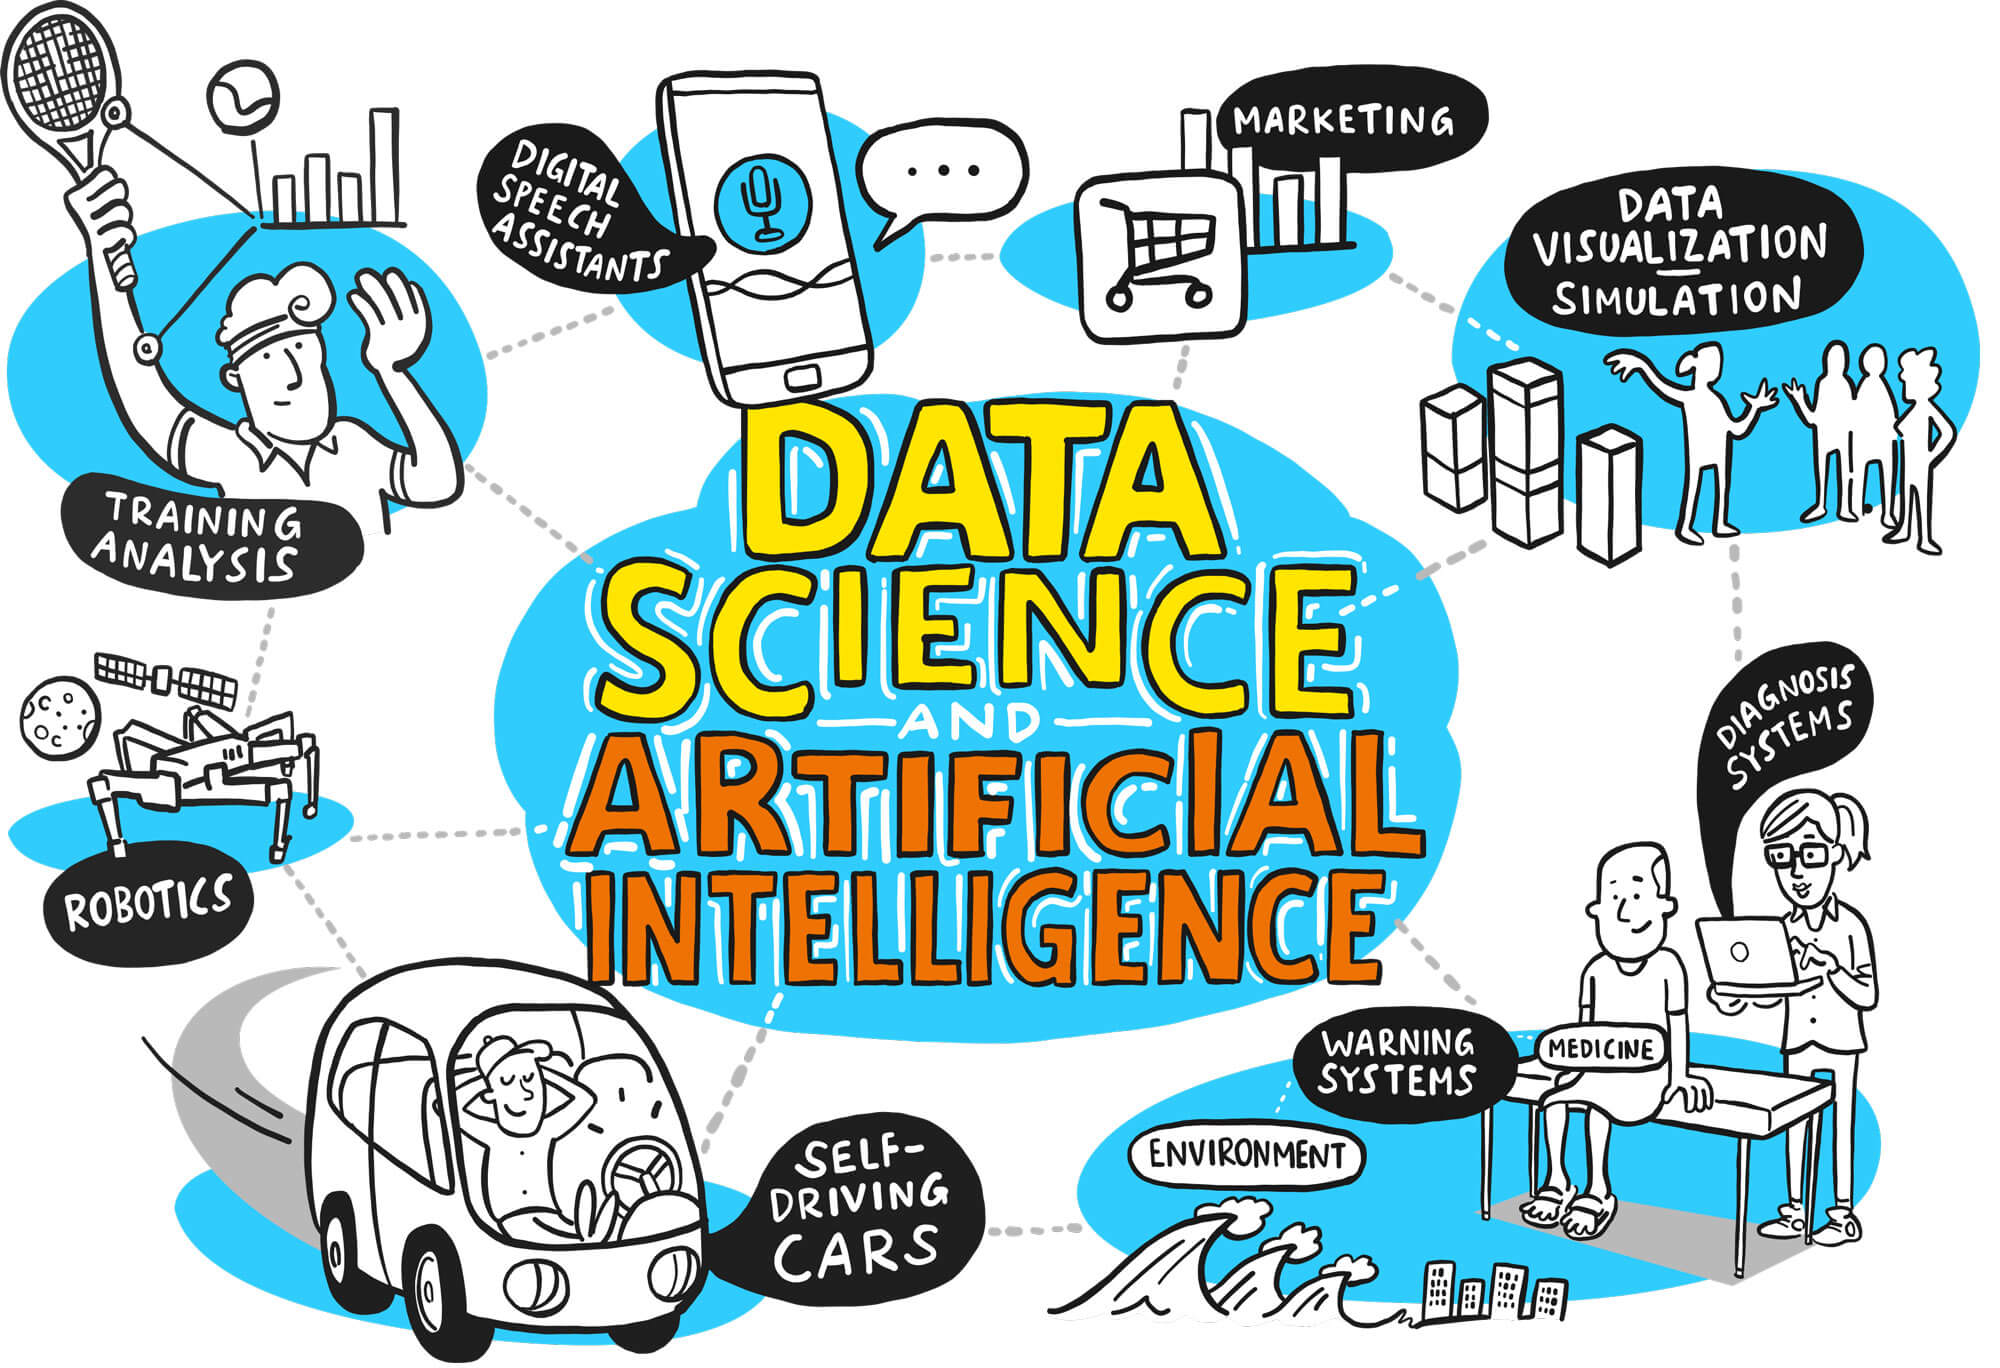 DIGITAL
SPEECH
ASSISTANTS
MARKETING
DATA
VISUALIZATION
SIMULATION
TRAINING
ANALYSIS
DATA
SCIENCE
AND
ARTIFICIAL
INTELLIGENCE
ROBOTICS
DIAGNOSIS
SYSTEMS
WARNING
SYSTEMS
MEDICINE
ENVIRONMENT
SELF-
DRIVING
CARS